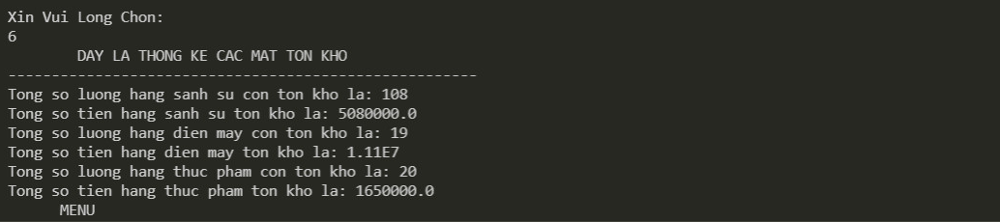 Xin Vui Long Chon:
6
DAY LA THONG KE CAC MAT TON KHO
------------------------------------------------------
Tong so luong hang sanh su con ton kho la: 108
Tong so tien hang sanh su ton kho la: 5080000.0
Tong so luong hang dien may con ton kho la: 19
Tong so tien hang dien may ton kho la: 1.11E7
Tong so luong hang thuc pham con ton kho la: 20
Tong so tien hang thuc pham ton kho la: 1650000.0
MENU